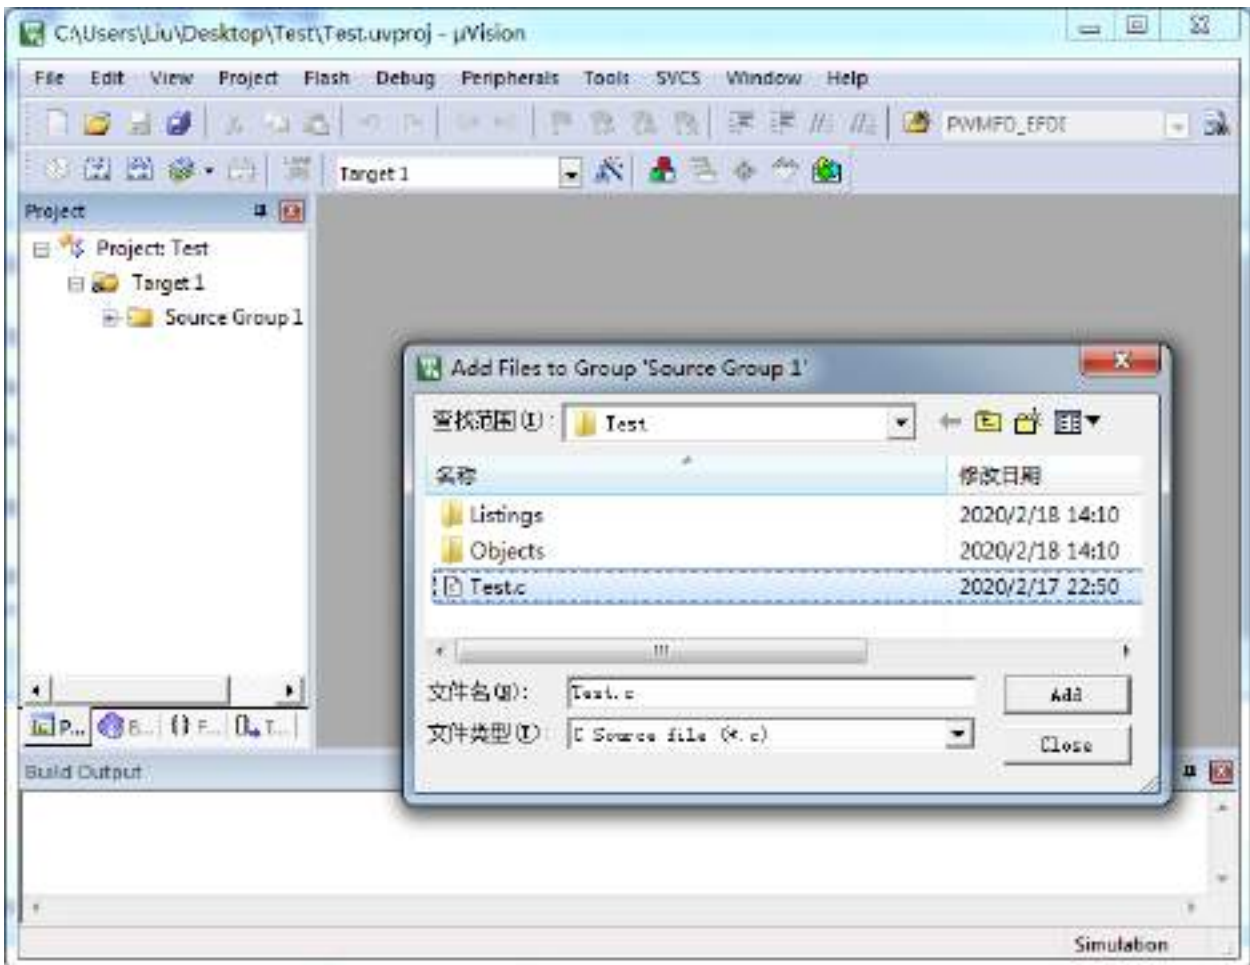 C:\Users\Liu\Desktop\Test\Test.uvproj - µVision
File Edit View Project Flash Debug Peripherals Tools SVCS Window Help
PWMFD_EFDI
Target 1
Project
Project: Test
Target 1
Source Group 1
Add Files to Group 'Source Group 1'
查找范围(I): Test
名称 修改日期
Listings 2020/2/18 14:10
Objects 2020/2/18 14:10
Test.c 2020/2/17 22:50
文件名(N): Test.c Add
文件类型(T): C Source file (*.c) Close
P... B... {} F... T...
Build Output
Simulation